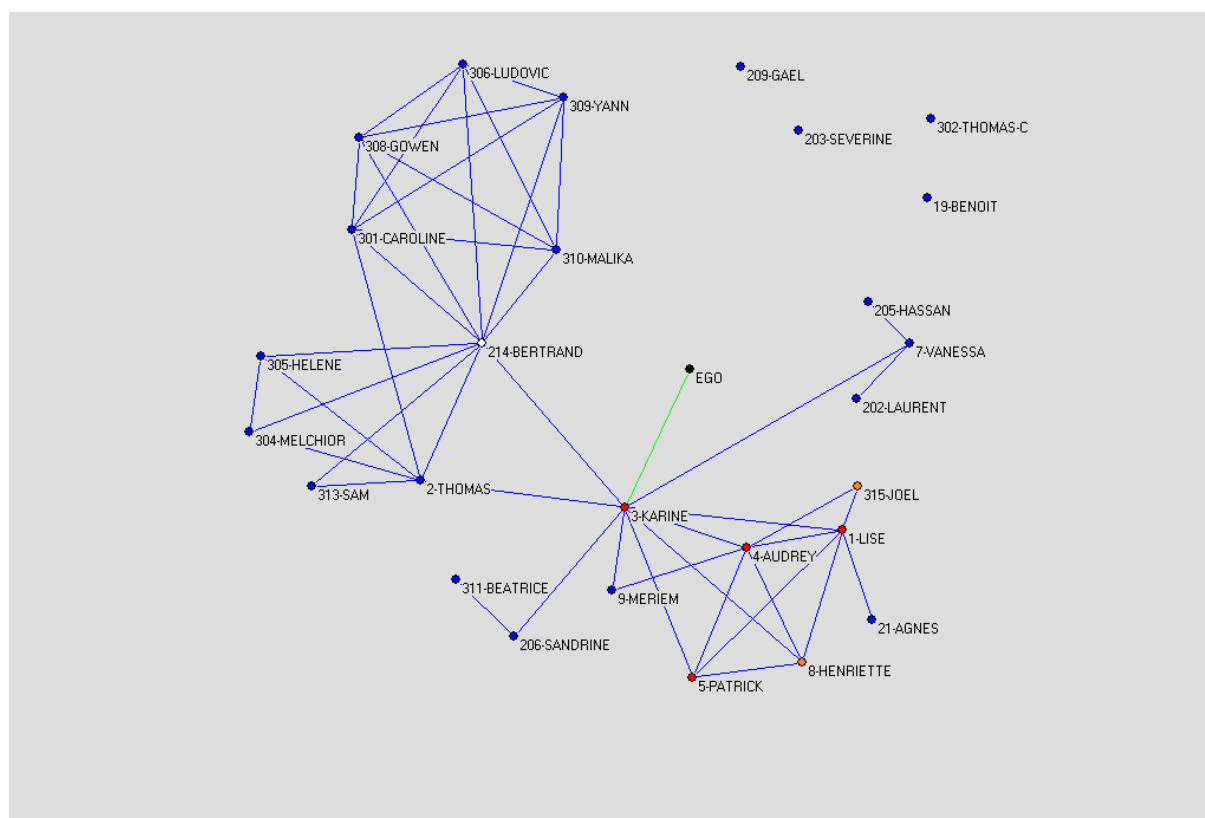 306-LUDOVIC
209-GAEL
309-YANN
302-THOMAS-C
203-SEVERINE
308-GOWEN
19-BENOIT
301-CAROLINE
310-MALIKA
205-HASSAN
214-BERTRAND
7-VANESSA
305-HELENE
EGO
202-LAURENT
304-MELCHIOR
2-THOMAS
313-SAM
315-JOEL
3-KARINE
1-LISE
4-AUDREY
311-BEATRICE
9-MERIEM
21-AGNES
206-SANDRINE
8-HENRIETTE
5-PATRICK